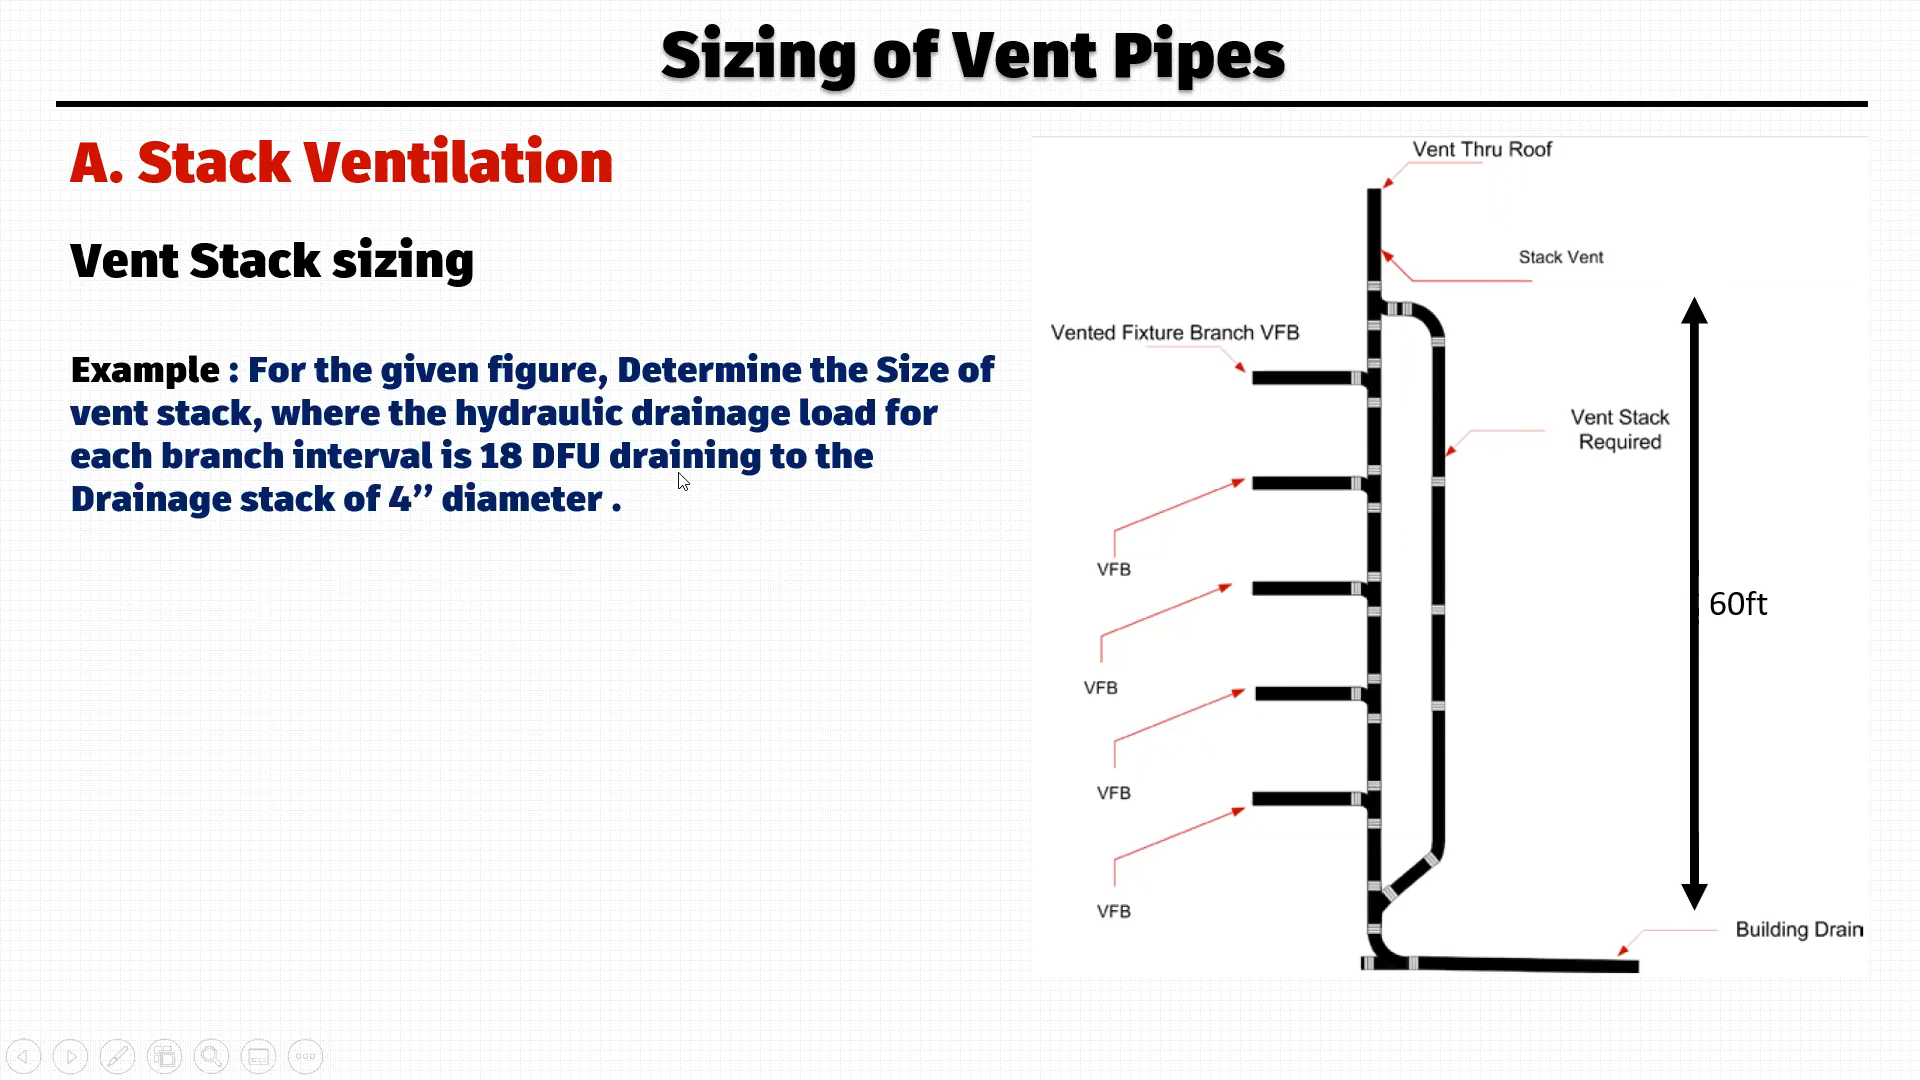 Sizing of Vent Pipes
A. Stack Ventilation
Vent Stack sizing
Example : For the given figure, Determine the Size of
vent stack, where the hydraulic drainage load for
each branch interval is 18 DFU draining to the
Drainage stack of 4’’ diameter .
Vent Thru Roof
Stack Vent
Vented Fixture Branch VFB
Vent Stack
Required
VFB
60ft
VFB
VFB
VFB
Building Drain